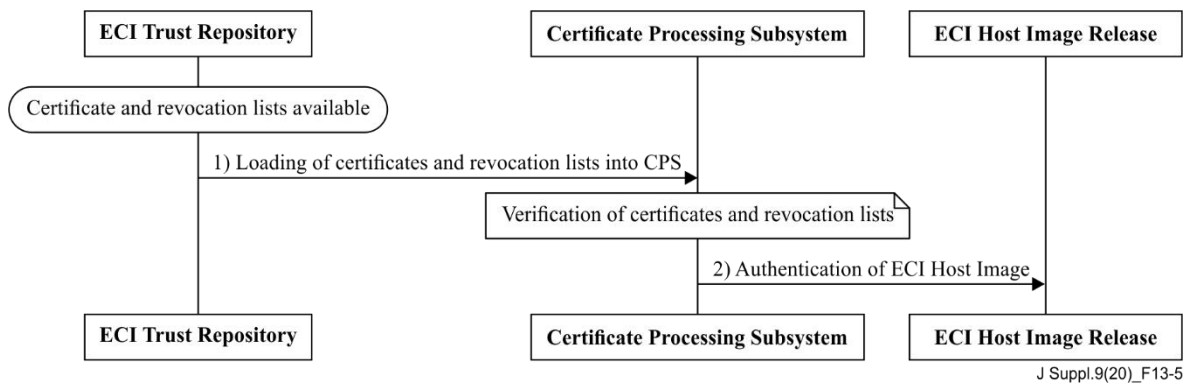 ECI Trust Repository
Certificate Processing Subsystem
ECI Host Image Release
Certificate and revocation lists available
1) Loading of certificates and revocation lists into CPS
Verification of certificates and revocation lists
2) Authentication of ECI Host Image
ECI Trust Repository
Certificate Processing Subsystem
ECI Host Image Release
J Suppl.9(20)_F13-5